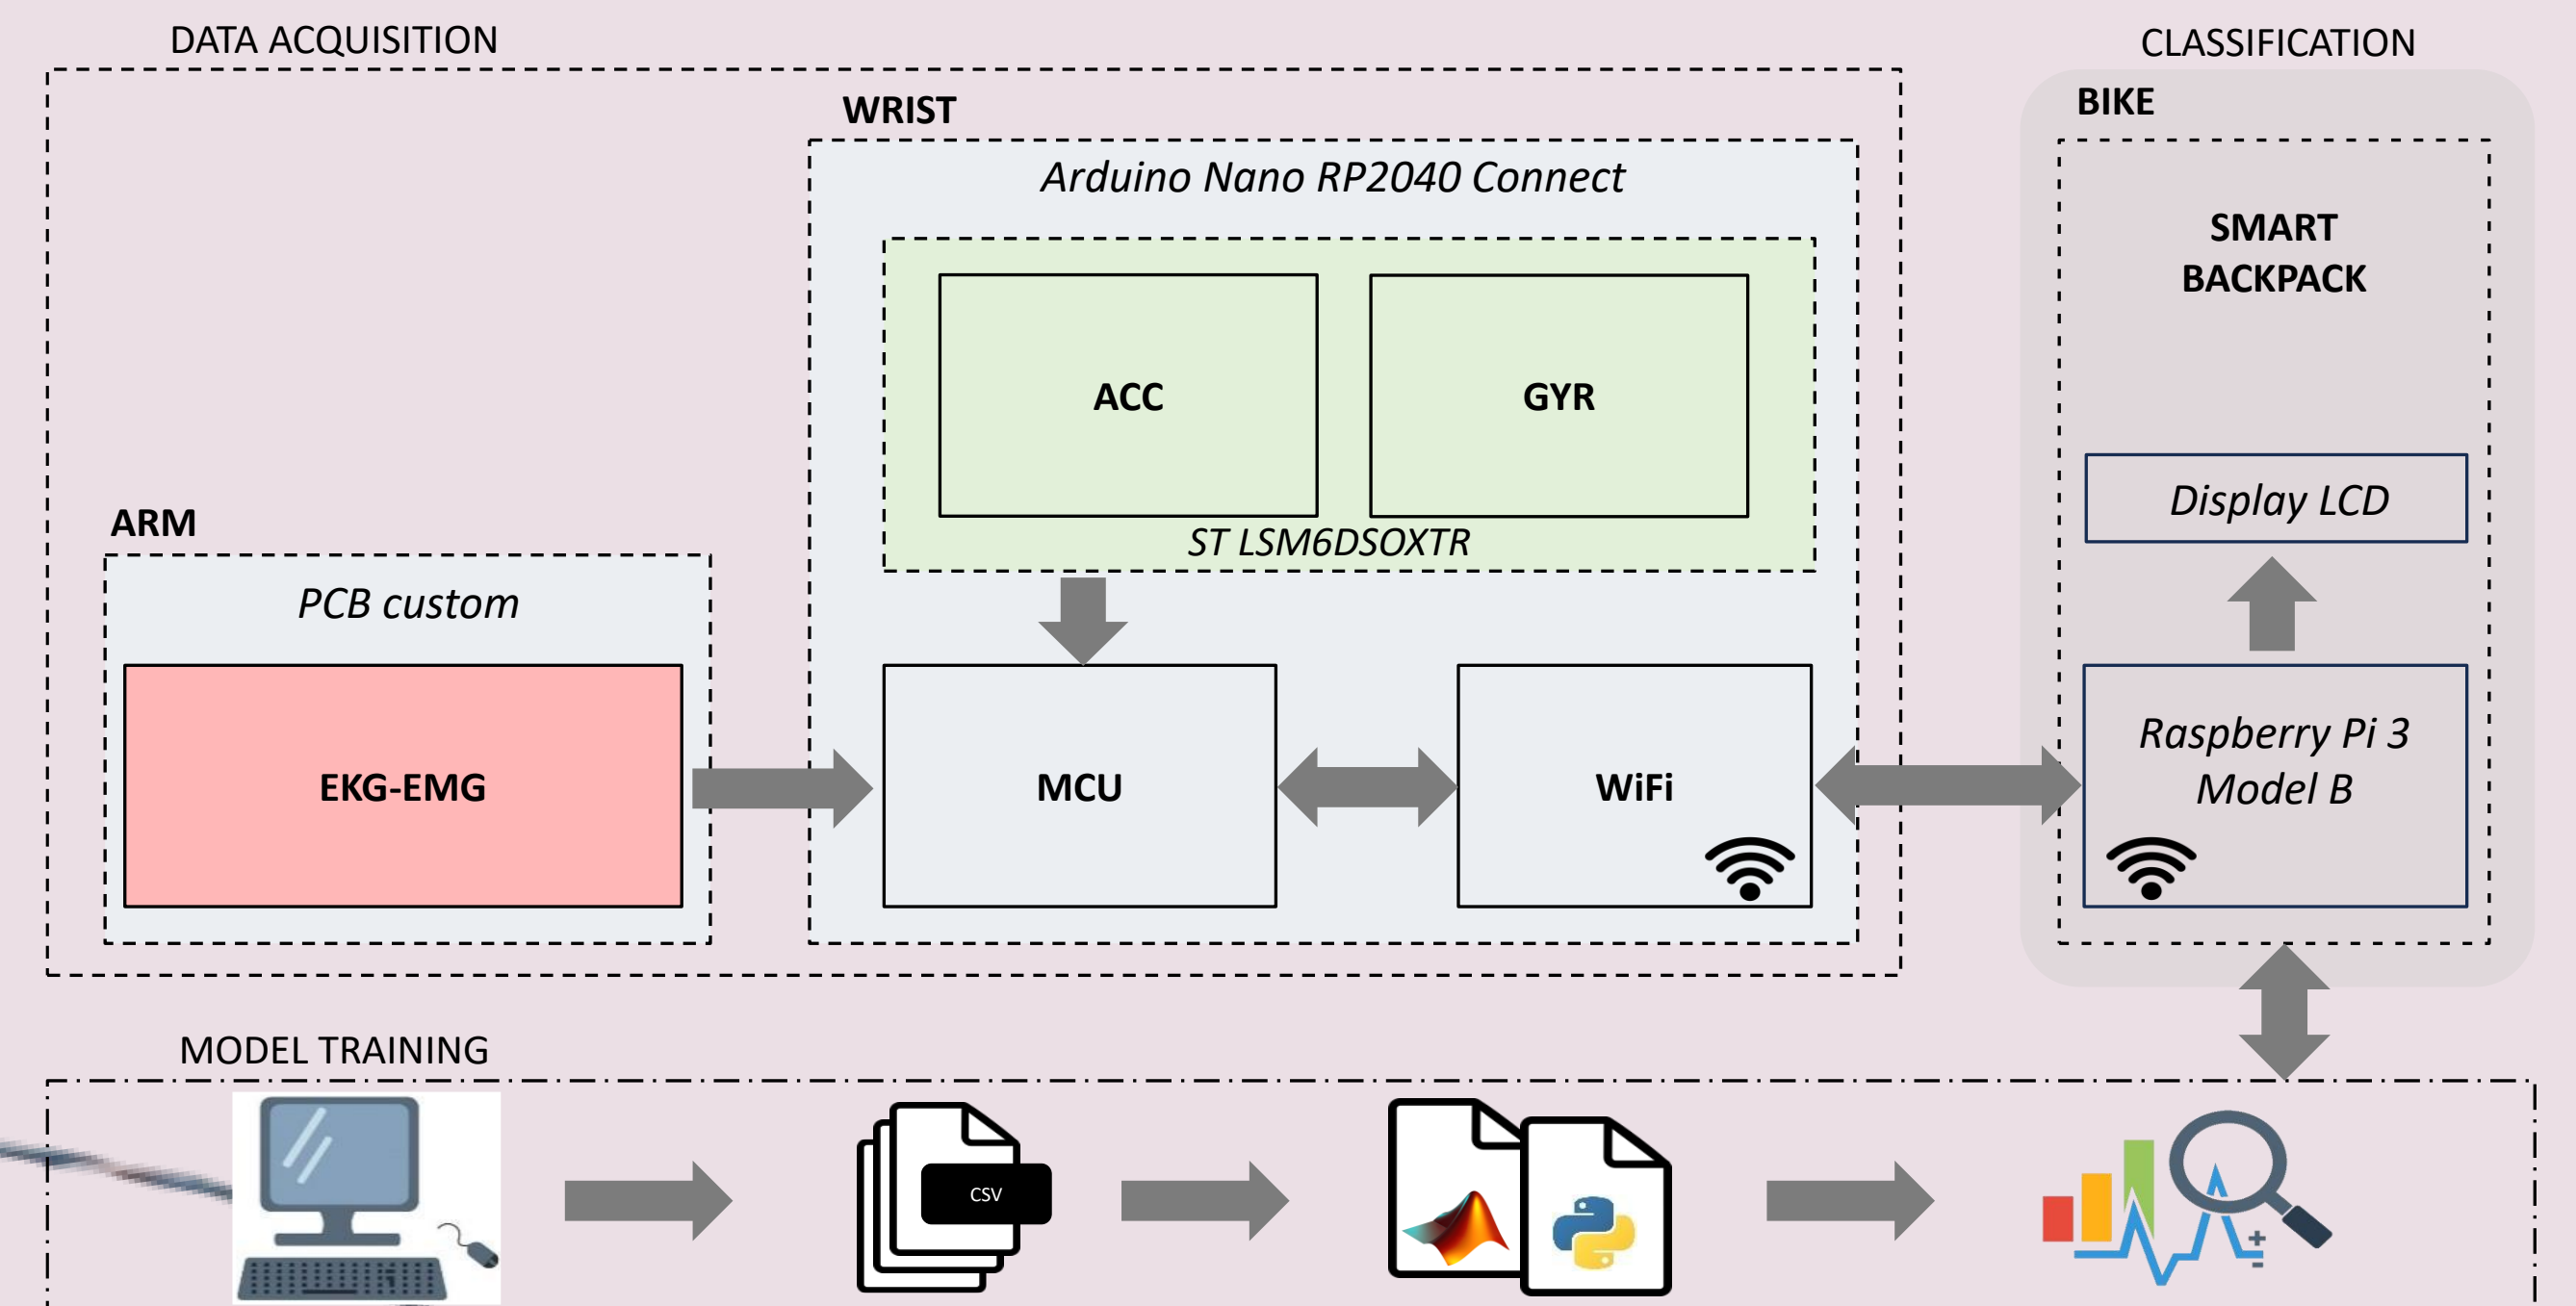 DATA ACQUISITION
CLASSIFICATION
WRIST
BIKE
Arduino Nano RP2040 Connect
SMART
BACKPACK
ACC
GYR
Display LCD
ARM
ST LSM6DSOXTR
PCB custom
EKG-EMG
MCU
WiFi
Raspberry Pi 3
Model B
MODEL TRAINING
CSV